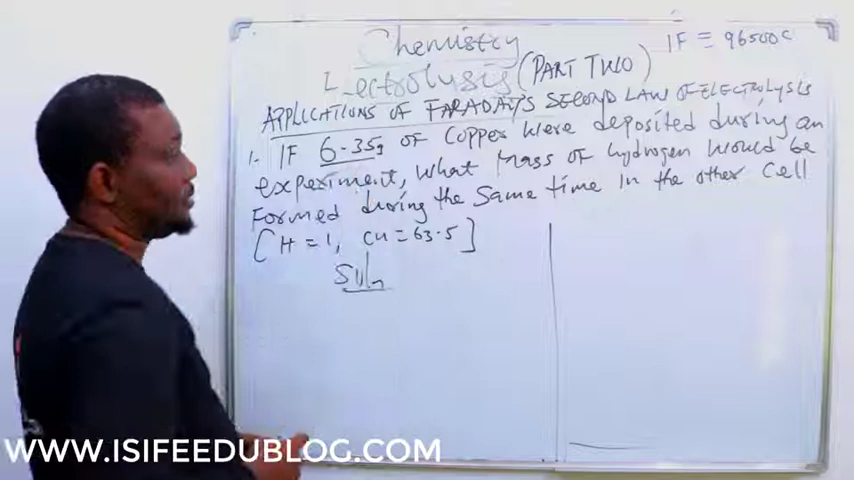 Chemistry
1F ≡ 96500C
Lectrolysis (PART TWO)
APPLICATIONS OF FARADAY'S SECOND LAW OF ELECTROLYSIS
1. IF 6.35g OF Copper were deposited during an
experiment, what mass of hydrogen would be
Formed during the same time in the other cell
[H = 1, Cu = 63.5]
Soln
WWW.ISIFEEDUBLOG.COM